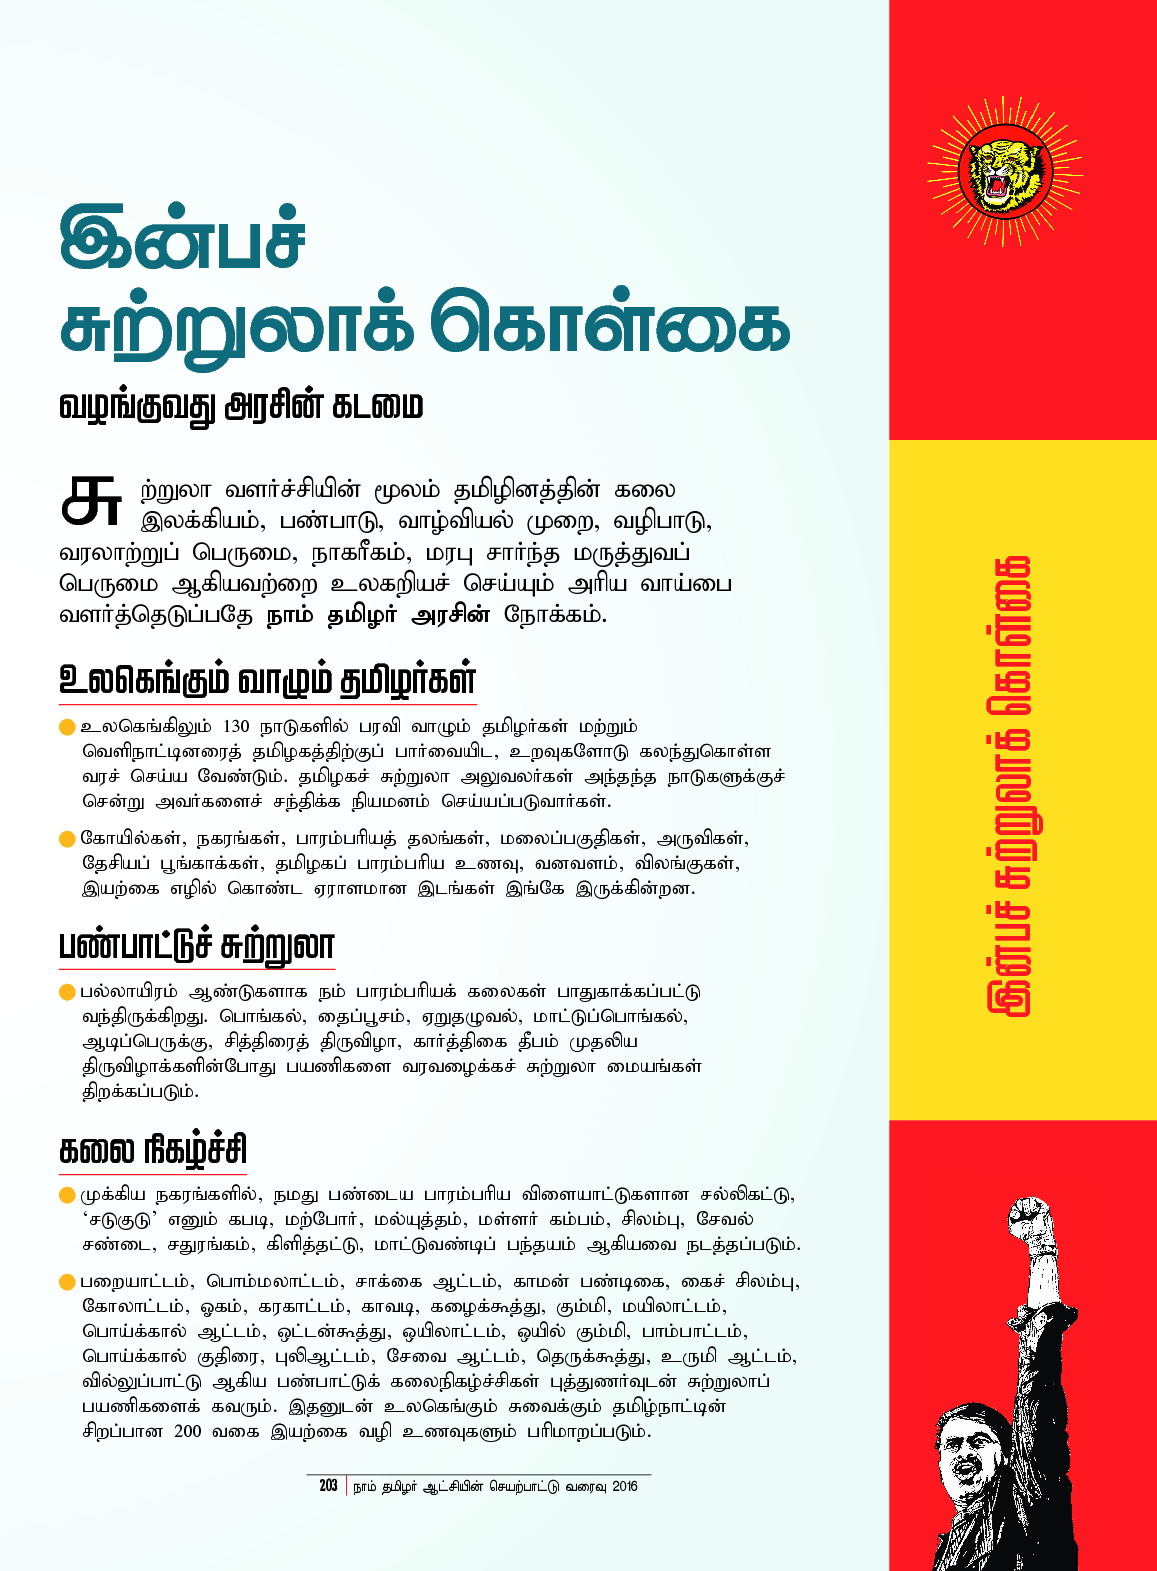 இன்பச்
சுற்றுலாக் கொள்கை
வழங்குவது அரசின் கடமை
சுற்றுலா வளர்ச்சியின் மூலம் தமிழினத்தின் கலை
இலக்கியம், பண்பாடு, வாழ்வியல் முறை, வழிபாடு,
வரலாற்றுப் பெருமை, நாகரீகம், மரபு சார்ந்த மருத்துவப்
பெருமை ஆகியவற்றை உலகறியச் செய்யும் அரிய வாய்பை
வளர்த்தெடுப்பதே நாம் தமிழர் அரசின் நோக்கம்.
உலகெங்கும் வாழும் தமிழர்கள்
உலகெங்கிலும் 130 நாடுகளில் பரவி வாழும் தமிழர்கள் மற்றும்
வெளிநாட்டினரைத் தமிழகத்திற்குப் பார்வையிட, உறவுகளோடு கலந்துகொள்ள
வரச் செய்ய வேண்டும். தமிழகச் சுற்றுலா அலுவலர்கள் அந்தந்த நாடுகளுக்குச்
சென்று அவர்களைச் சந்திக்க நியமனம் செய்யப்படுவார்கள்.
கோயில்கள், நகரங்கள், பாரம்பரியத் தலங்கள், மலைப்பகுதிகள், அருவிகள்,
தேசியப் பூங்காக்கள், தமிழகப் பாரம்பரிய உணவு, வனவளம், விலங்குகள்,
இயற்கை எழில் கொண்ட ஏராளமான இடங்கள் இங்கே இருக்கின்றன.
பண்பாட்டுச் சுற்றுலா
பல்லாயிரம் ஆண்டுகளாக நம் பாரம்பரியக் கலைகள் பாதுகாக்கப்பட்டு
வந்திருக்கிறது. பொங்கல், தைப்பூசம், ஏறுதழுவல், மாட்டுப்பொங்கல்,
ஆடிப்பெருக்கு, சித்திரைத் திருவிழா, கார்த்திகை தீபம் முதலிய
திருவிழாக்களின்போது பயணிகளை வரவழைக்கச் சுற்றுலா மையங்கள்
திறக்கப்படும்.
கலை நிகழ்ச்சி
முக்கிய நகரங்களில், நமது பண்டைய பாரம்பரிய விளையாட்டுகளான சல்லிகட்டு,
‘சடுகுடு’ எனும் கபடி, மற்போர், மல்யுத்தம், மள்ளர் கம்பம், சிலம்பு, சேவல்
சண்டை, சதுரங்கம், கிளித்தட்டு, மாட்டுவண்டிப் பந்தயம் ஆகியவை நடத்தப்படும்.
பறையாட்டம், பொம்மலாட்டம், சாக்கை ஆட்டம், காமன் பண்டிகை, கைச் சிலம்பு,
கோலாட்டம், ஓகம், கரகாட்டம், காவடி, கழைக்கூத்து, கும்மி, மயிலாட்டம்,
பொய்க்கால் ஆட்டம், ஒட்டன்கூத்து, ஒயிலாட்டம், ஒயில் கும்மி, பாம்பாட்டம்,
பொய்க்கால் குதிரை, புலிஆட்டம், சேவை ஆட்டம், தெருக்கூத்து, உருமி ஆட்டம்,
வில்லுப்பாட்டு ஆகிய பண்பாட்டுக் கலைநிகழ்ச்சிகள் புத்துணர்வுடன் சுற்றுலாப்
பயணிகளைக் கவரும். இதனுடன் உலகெங்கும் சுவைக்கும் தமிழ்நாட்டின்
சிறப்பான 200 வகை இயற்கை வழி உணவுகளும் பரிமாறப்படும்.
203 நாம் தமிழர் ஆட்சியின் செயற்பாட்டு வரைவு 2016
இன்பச் சுற்றுலாக் கொள்கை